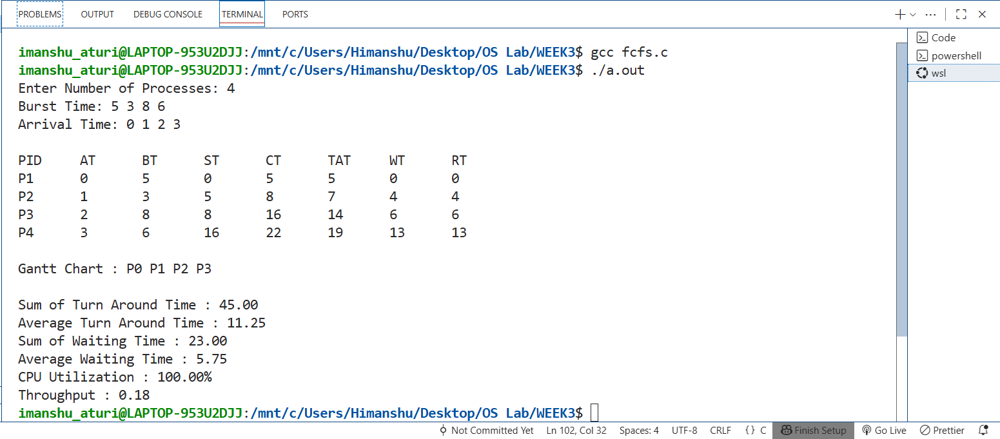 PROBLEMS OUTPUT DEBUG CONSOLE TERMINAL PORTS
imanshu_aturi@LAPTOP-953U2DJJ:/mnt/c/Users/Himanshu/Desktop/OS Lab/WEEK3$ gcc fcfs.c
imanshu_aturi@LAPTOP-953U2DJJ:/mnt/c/Users/Himanshu/Desktop/OS Lab/WEEK3$ ./a.out
Enter Number of Processes: 4
Burst Time: 5 3 8 6
Arrival Time: 0 1 2 3
PID AT BT ST CT TAT WT RT
P1 0 5 0 5 5 0 0
P2 1 3 5 8 7 4 4
P3 2 8 8 16 14 6 6
P4 3 6 16 22 19 13 13
Gantt Chart : P0 P1 P2 P3
Sum of Turn Around Time : 45.00
Average Turn Around Time : 11.25
Sum of Waiting Time : 23.00
Average Waiting Time : 5.75
CPU Utilization : 100.00%
Throughput : 0.18
imanshu_aturi@LAPTOP-953U2DJJ:/mnt/c/Users/Himanshu/Desktop/OS Lab/WEEK3$
Code
powershell
wsl
Not Committed Yet Ln 102, Col 32 Spaces: 4 UTF-8 CRLF {} C Finish Setup Go Live Prettier